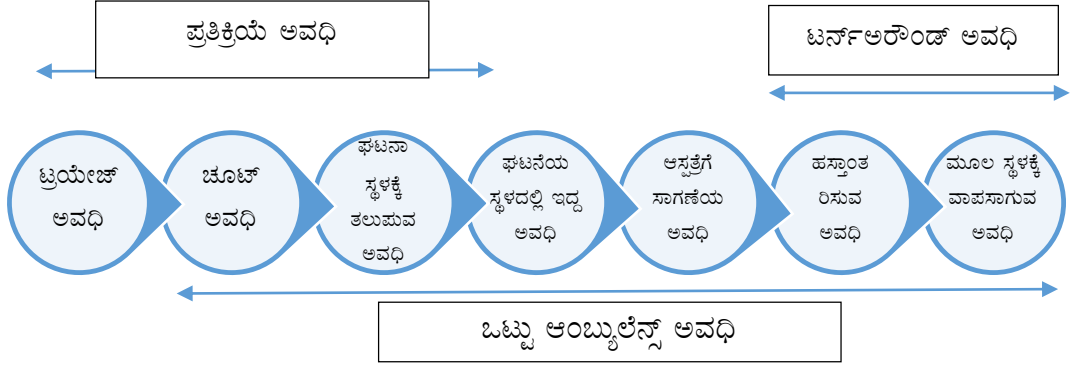 ಪ್ರತಿಕ್ರಿಯೆ ಅವಧಿ
ಟರ್ನ್‌ಅರೌಂಡ್ ಅವಧಿ
ಟ್ರಯೇಜ್
ಅವಧಿ
ಚೂಟ್
ಅವಧಿ
ಘಟನಾ
ಸ್ಥಳಕ್ಕೆ
ತಲುಪುವ
ಅವಧಿ
ಘಟನೆಯ
ಸ್ಥಳದಲ್ಲಿ ಇದ್ದ
ಅವಧಿ
ಆಸ್ಪತ್ರೆಗೆ
ಸಾಗಣೆಯ
ಅವಧಿ
ಹಸ್ತಾಂತ
ರಿಸುವ
ಅವಧಿ
ಮೂಲ ಸ್ಥಳಕ್ಕೆ
ವಾಪಸಾಗುವ
ಅವಧಿ
ಒಟ್ಟು ಆಂಬ್ಯುಲೆನ್ಸ್ ಅವಧಿ